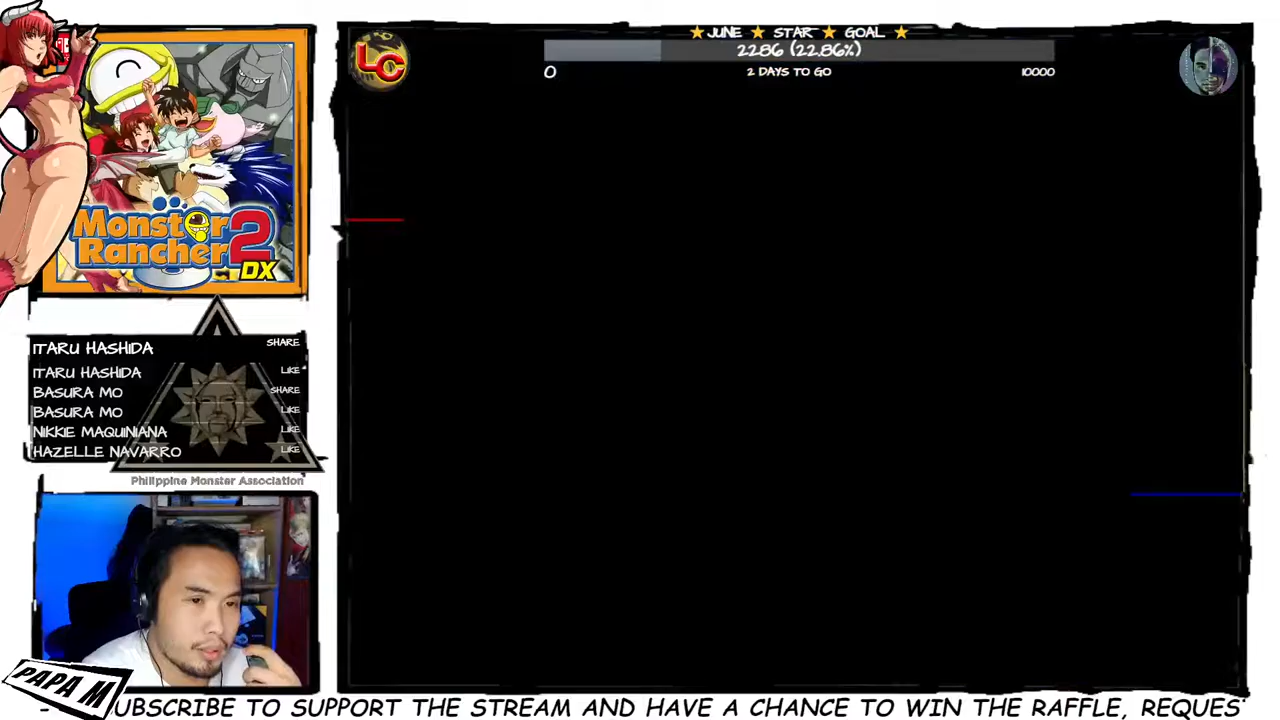 ★ JUNE ★ STAR ★ GOAL ★
2286 (22.86%)
0
2 DAYS TO GO
10000
LC
Monster
Rancher 2
DX
ITARU HASHIDA SHARE
ITARU HASHIDA LIKE
BASURA MO SHARE
BASURA MO LIKE
NIKKIE MAQUINIANA LIKE
HAZELLE NAVARRO LIKE
Philippine Monster Association
PAPA M
- UBSCRIBE TO SUPPORT THE STREAM AND HAVE A CHANCE TO WIN THE RAFFLE, REQUES